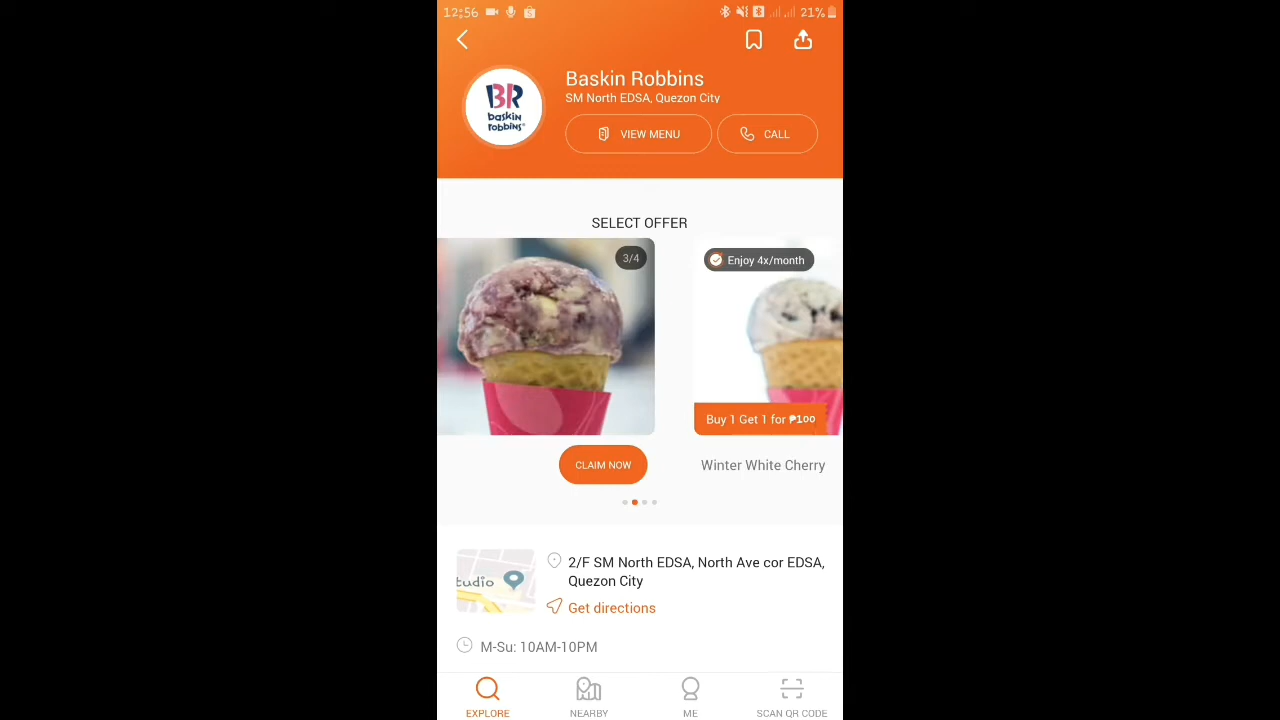 12:56
21%
Baskin Robbins
SM North EDSA, Quezon City
BR
baskin
robbins
VIEW MENU
CALL
SELECT OFFER
3/4
Enjoy 4x/month
Buy 1 Get 1 for ₱100
CLAIM NOW
Winter White Cherry
tudio
2/F SM North EDSA, North Ave cor EDSA,
Quezon City
Get directions
M-Su: 10AM-10PM
EXPLORE
NEARBY
ME
SCAN QR CODE